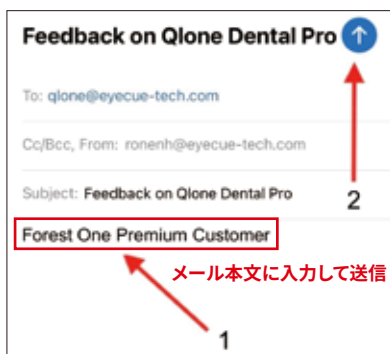 Feedback on Qlone Dental Pro
To: qlone@eyecue-tech.com
Cc/Bcc, From: ronenh@eyecue-tech.com
Subject: Feedback on Qlone Dental Pro
2
Forest One Premium Customer
メール本文に入力して送信
1